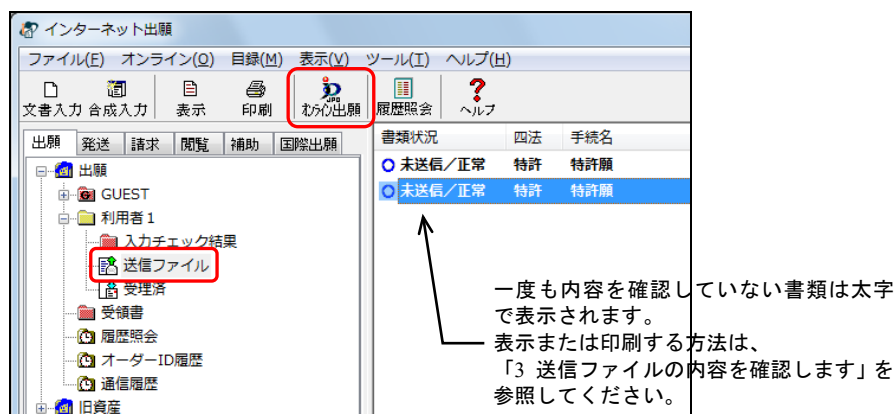 インターネット出願
ファイル(F) オンライン(O) 目録(M) 表示(V) ツール(T) ヘルプ(H)
文書入力 合成入力 表示 印刷 ｵﾝﾗｲﾝ出願 履歴照会 ヘルプ
出願 発送 請求 閲覧 補助 国際出願
書類状況 四法 手続名
未送信／正常 特許 特許願
未送信／正常 特許 特許願
出願
GUEST
利用者１
入力チェック結果
送信ファイル
受理済
受領書
履歴照会
オーダーID履歴
通信履歴
旧資産
一度も内容を確認していない書類は太字
で表示されます。
表示または印刷する方法は、
「3 送信ファイルの内容を確認します」を
参照してください。